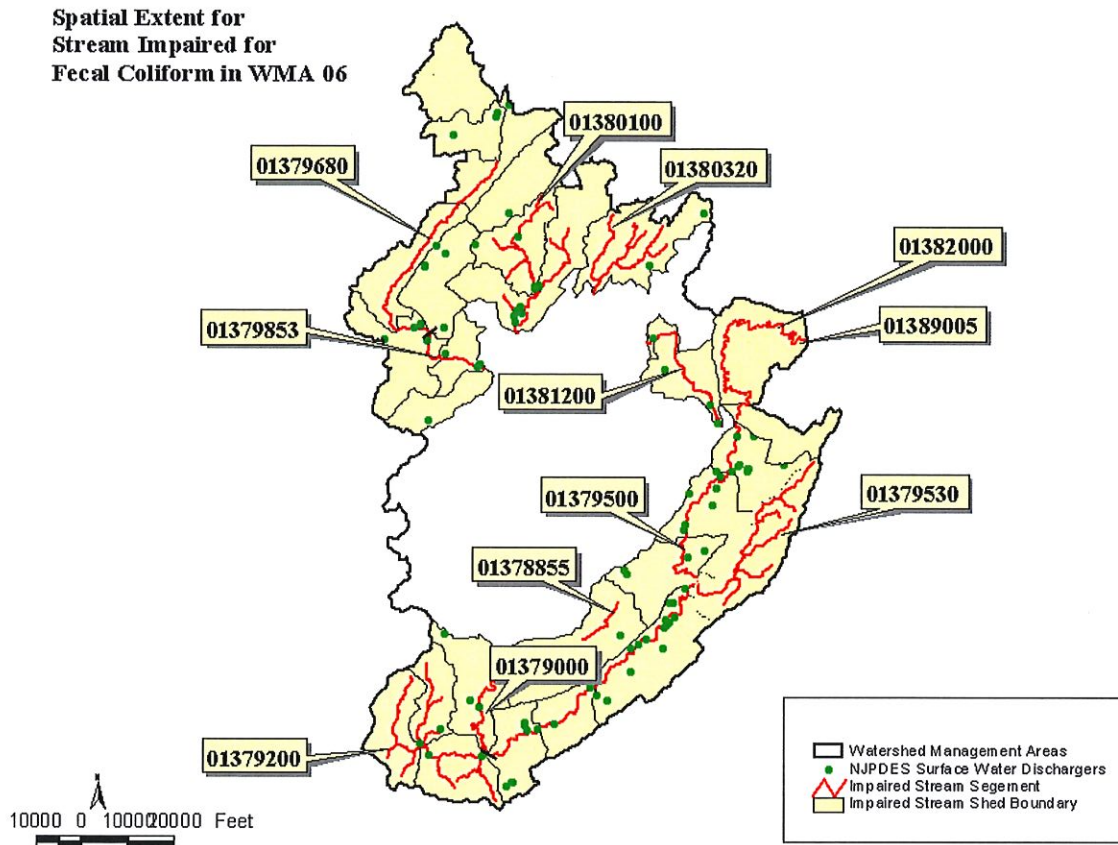 Spatial Extent for
Stream Impaired for
Fecal Coliform in WMA 06
01380100
01379680
01380320
01382000
01389005
01379853
01381200
01379500
01379530
01378855
01379000
01379200
Watershed Management Areas
NJPDES Surface Water Dischargers
Impaired Stream Segement
Impaired Stream Shed Boundary
N
10000 0 1000020000 Feet